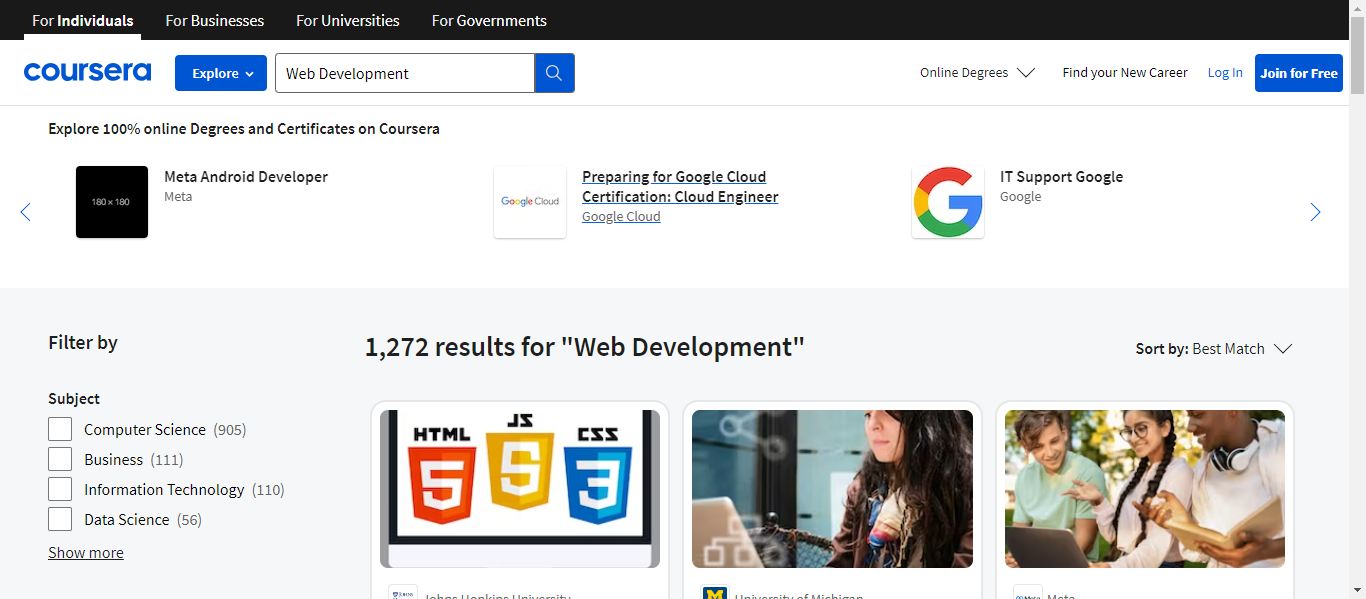 For Individuals For Businesses For Universities For Governments
coursera Explore Web Development Online Degrees Find your New Career Log In Join for Free
Explore 100% online Degrees and Certificates on Coursera
180 × 180
Meta Android Developer
Meta
Google Cloud
Preparing for Google Cloud
Certification: Cloud Engineer
Google Cloud
IT Support Google
Google
Filter by
1,272 results for "Web Development"
Sort by: Best Match
Subject
Computer Science (905)
Business (111)
Information Technology (110)
Data Science (56)
Show more
HTML JS CSS
5 5 3
Johns Hopkins University
University of Michigan
Meta